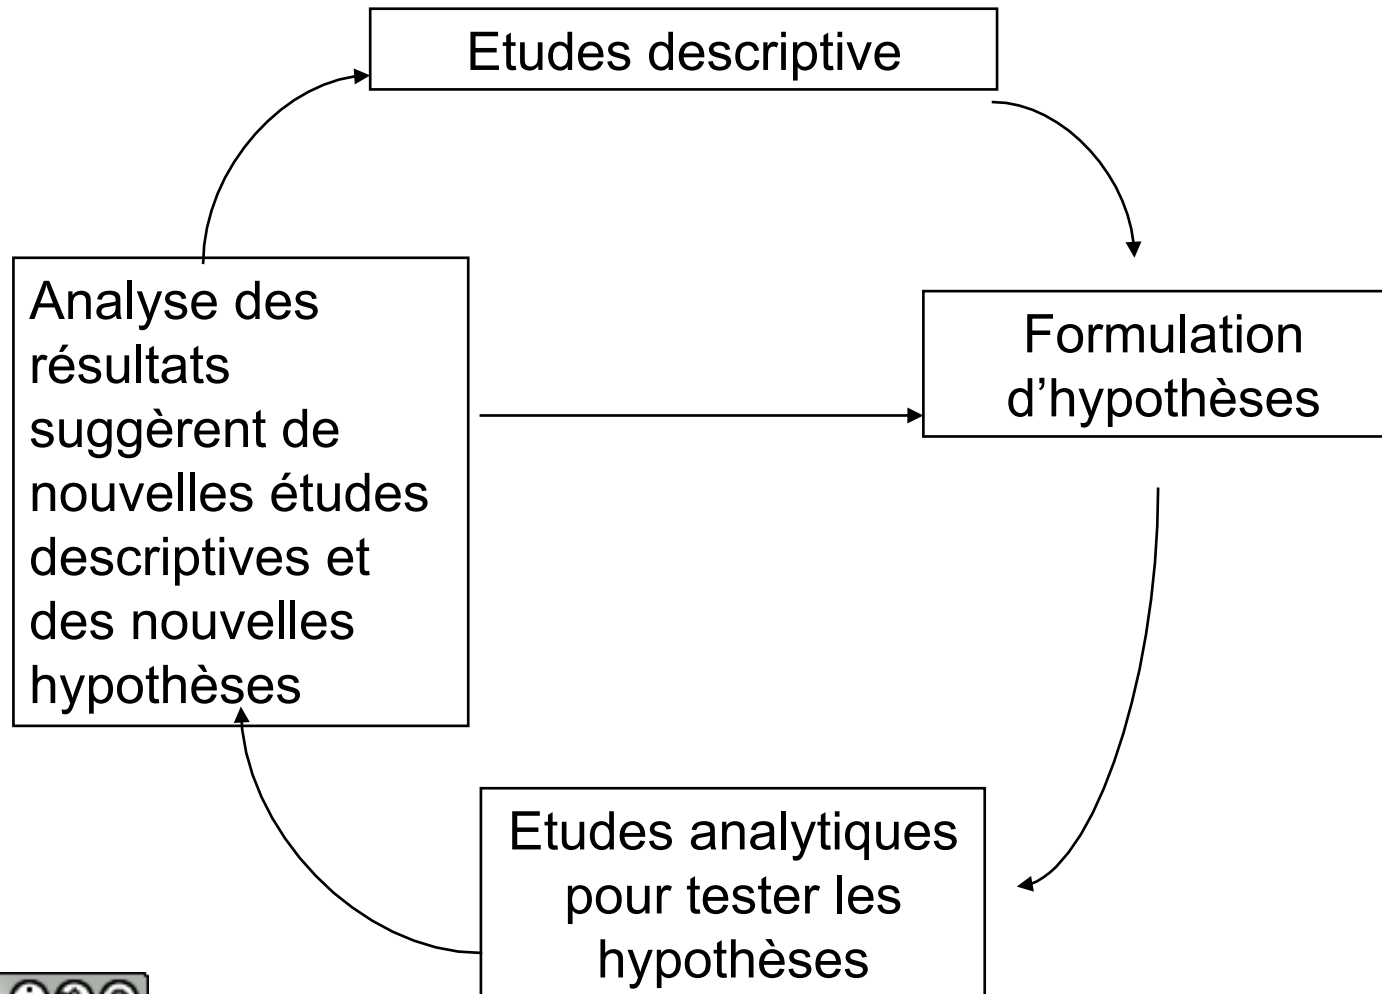 Etudes descriptive
Analyse des
résultats
suggèrent de
nouvelles études
descriptives et
des nouvelles
hypothèses
Formulation
d’hypothèses
Etudes analytiques
pour tester les
hypothèses